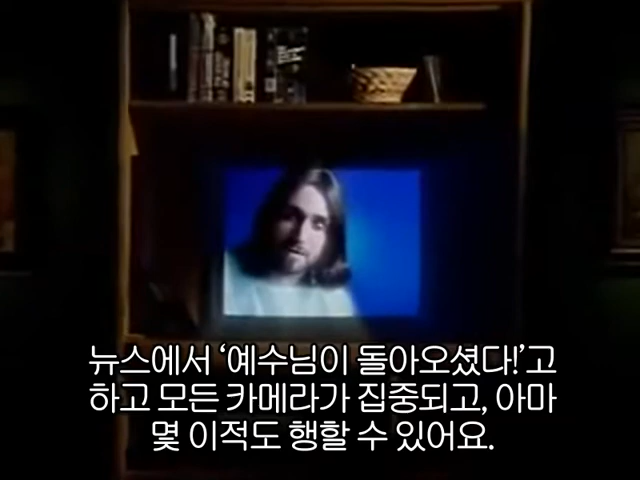 뉴스에서 ‘예수님이 돌아오셨다!’고
하고 모든 카메라가 집중되고, 아마
몇 이적도 행할 수 있어요.